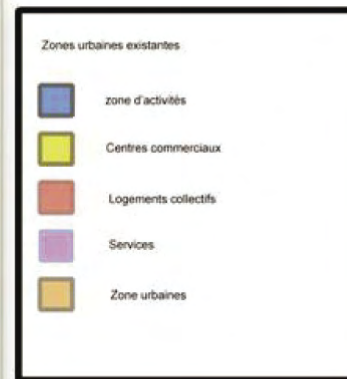 Zones urbaines existantes
zone d'activités
Centres commerciaux
Logements collectifs
Services
Zone urbaines